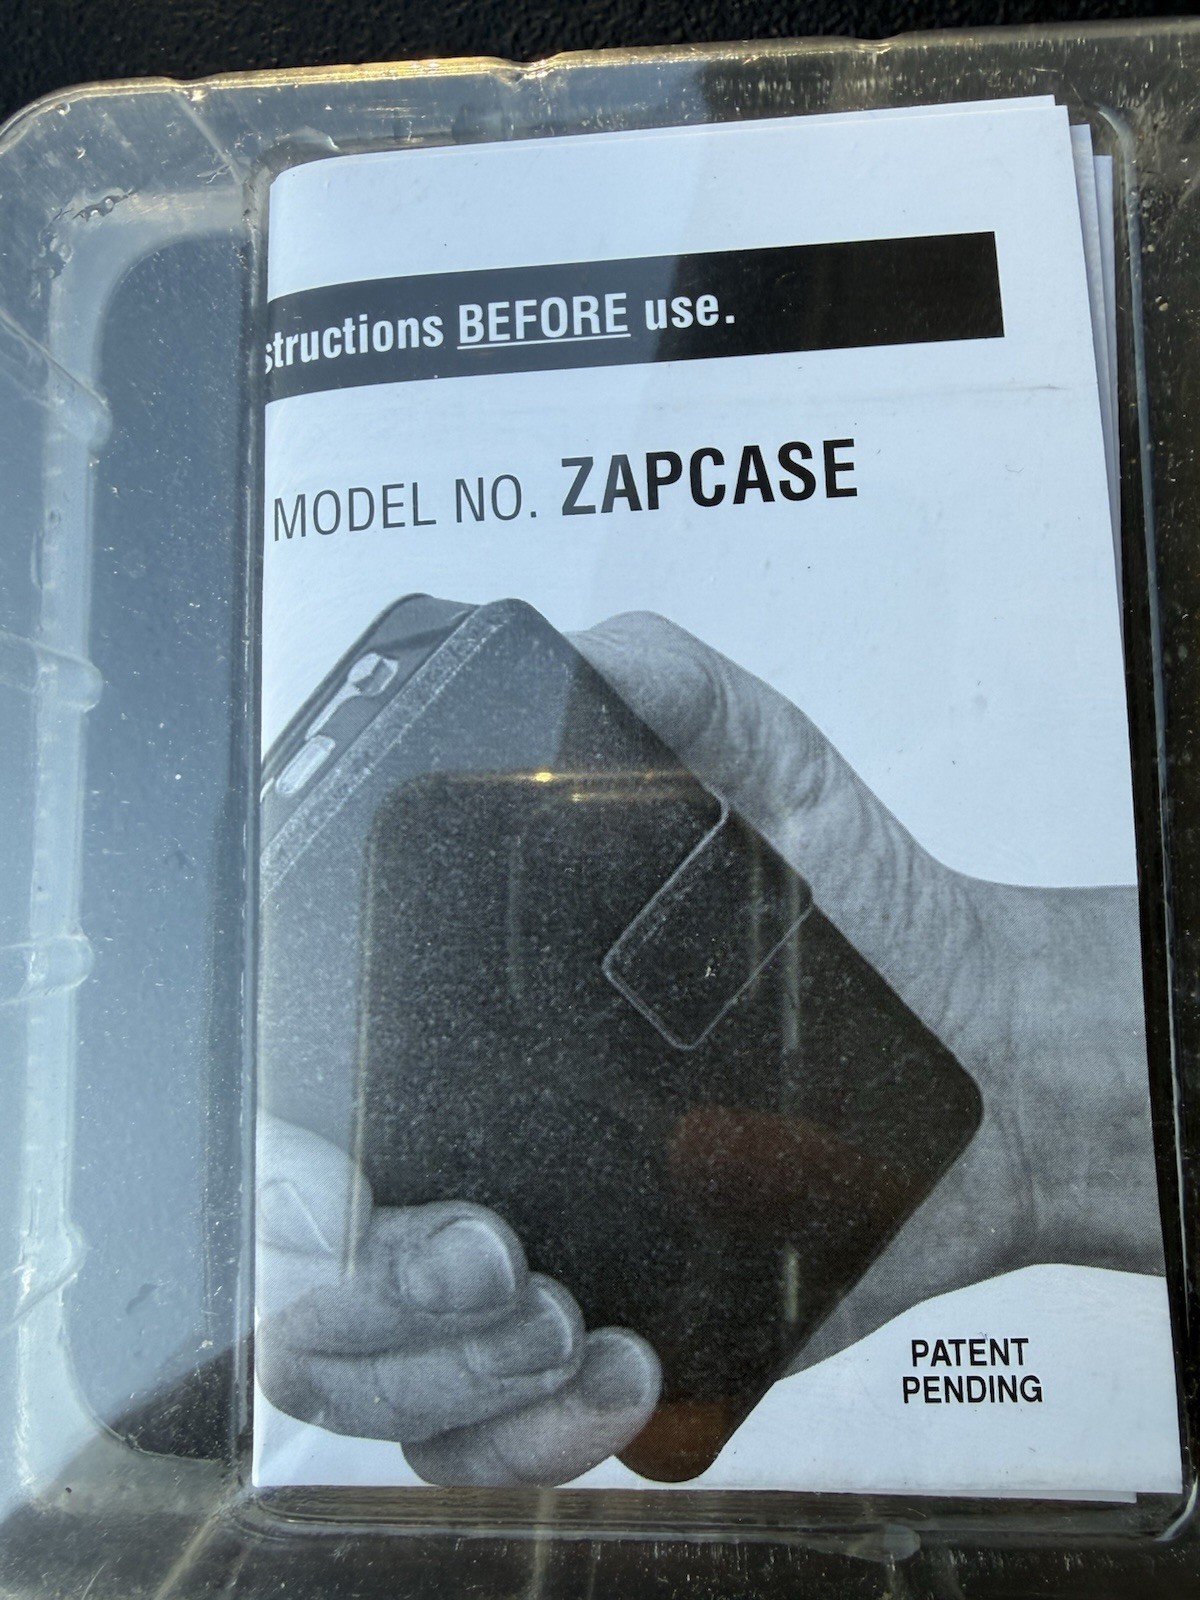 structions BEFORE use.
MODEL NO. ZAPCASE
PATENT
PENDING